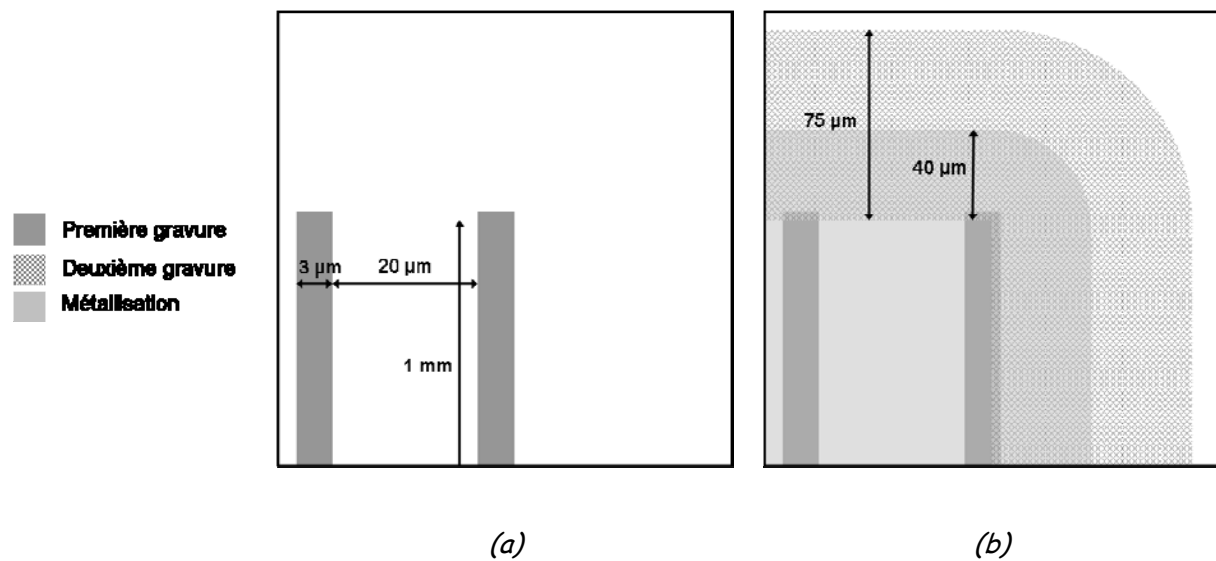 75 µm
40 µm
Première gravure
3 µm
20 µm
Deuxième gravure
Métallisation
1 mm
(a)
(b)